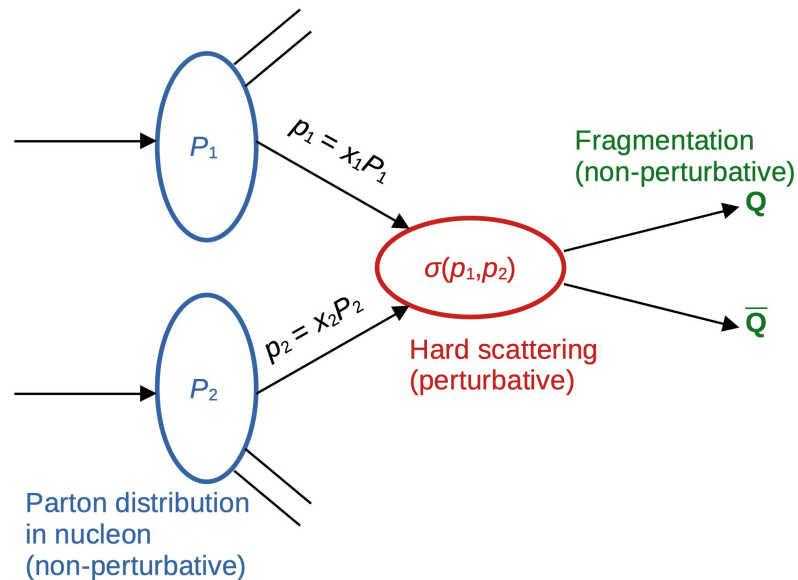 P₁
p₁ = x₁P₁
Fragmentation
(non-perturbative)
Q
σ(p₁,p₂)
Q̅
p₂ = x₂P₂
Hard scattering
(perturbative)
P₂
Parton distribution
in nucleon
(non-perturbative)